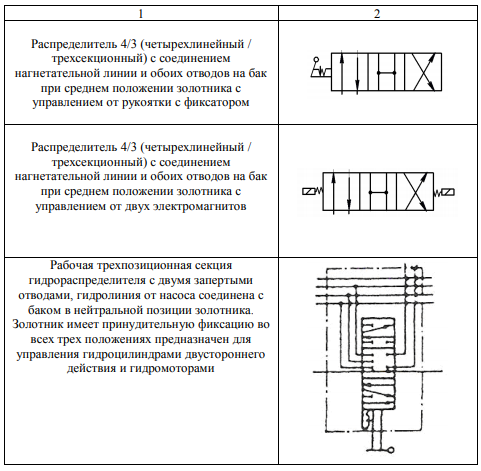 1
2
Распределитель 4/3 (четырехлинейный /
трехсекционный) с соединением
нагнетательной линии и обоих отводов на бак
при среднем положении золотника с
управлением от рукоятки с фиксатором
Распределитель 4/3 (четырехлинейный /
трехсекционный) с соединением
нагнетательной линии и обоих отводов на бак
при среднем положении золотника с
управлением от двух электромагнитов
Рабочая трехпозиционная секция
гидрораспределителя с двумя запертыми
отводами, гидролиния от насоса соединена с
баком в нейтральной позиции золотника.
Золотник имеет принудительную фиксацию во
всех трех положениях предназначен для
управления гидроцилиндрами двустороннего
действия и гидромоторами